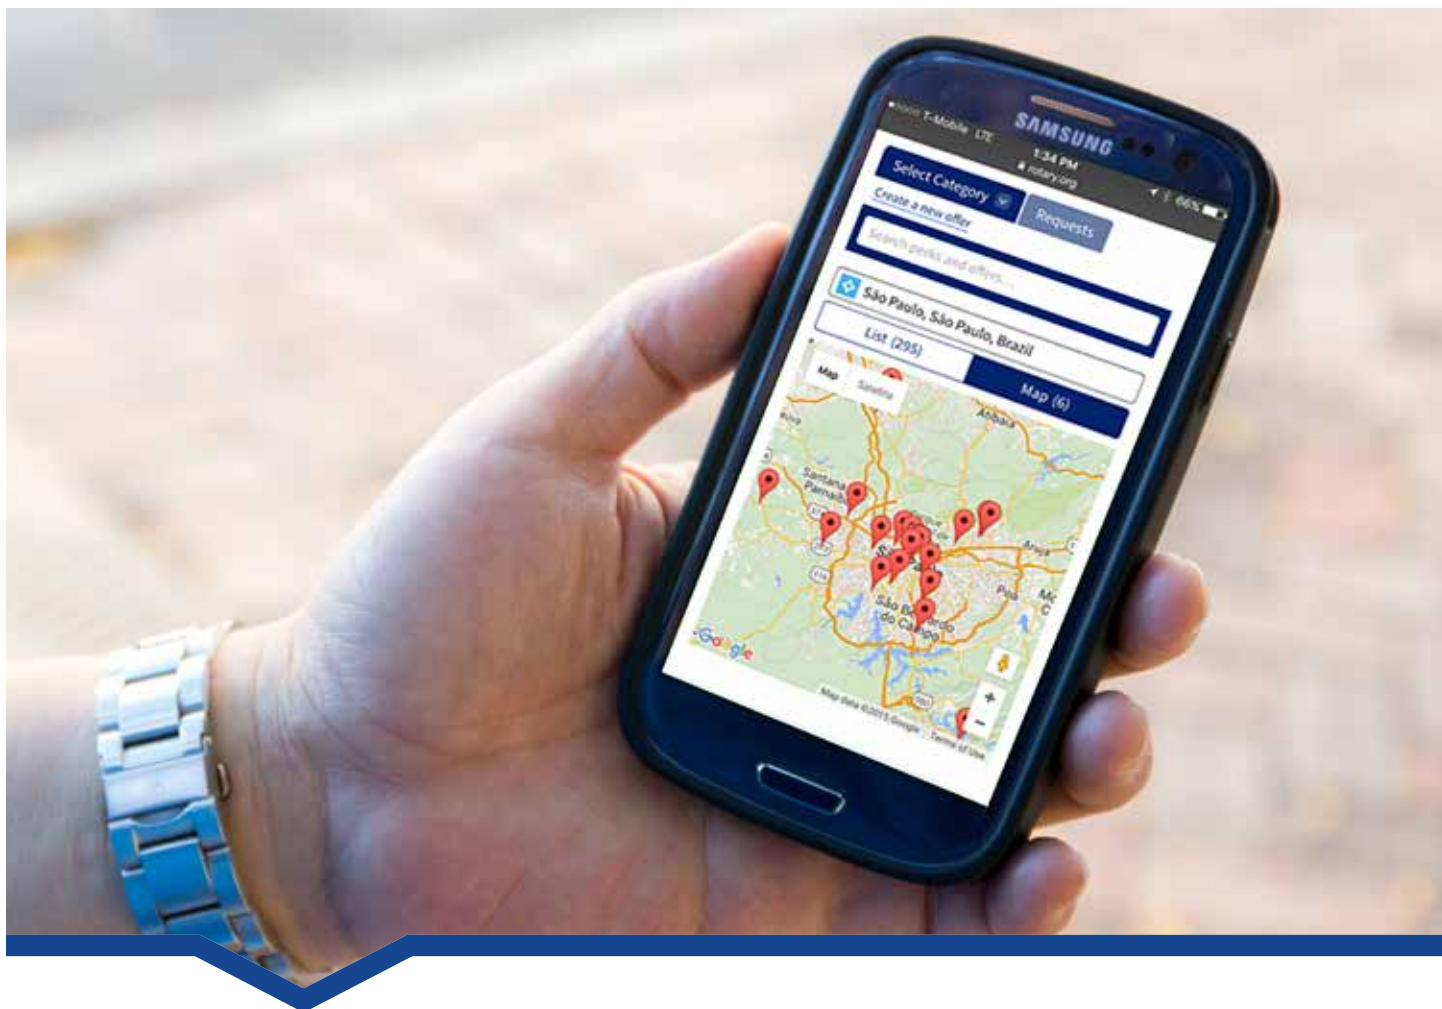 SAMSUNG
T-Mobile LTE
1:34 PM
66%
rotary.org
Select Category
Requests
Create a new offer
Search perks and offers...
São Paulo, São Paulo, Brazil
List (295)
Map (6)
Map
Satellite
Atibaia
Santana
Parnaíba
Arujá
São Bernardo
do Campo
Google
Map data ©2015 Google
Terms of Use